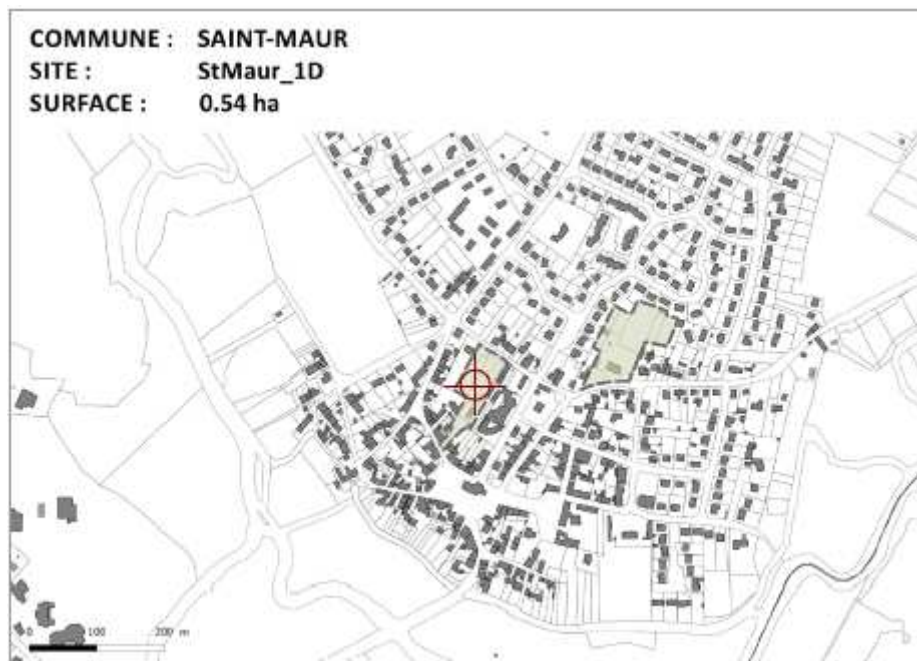 COMMUNE : SAINT-MAUR
SITE : StMaur_1D
SURFACE : 0.54 ha
0 100 200 m